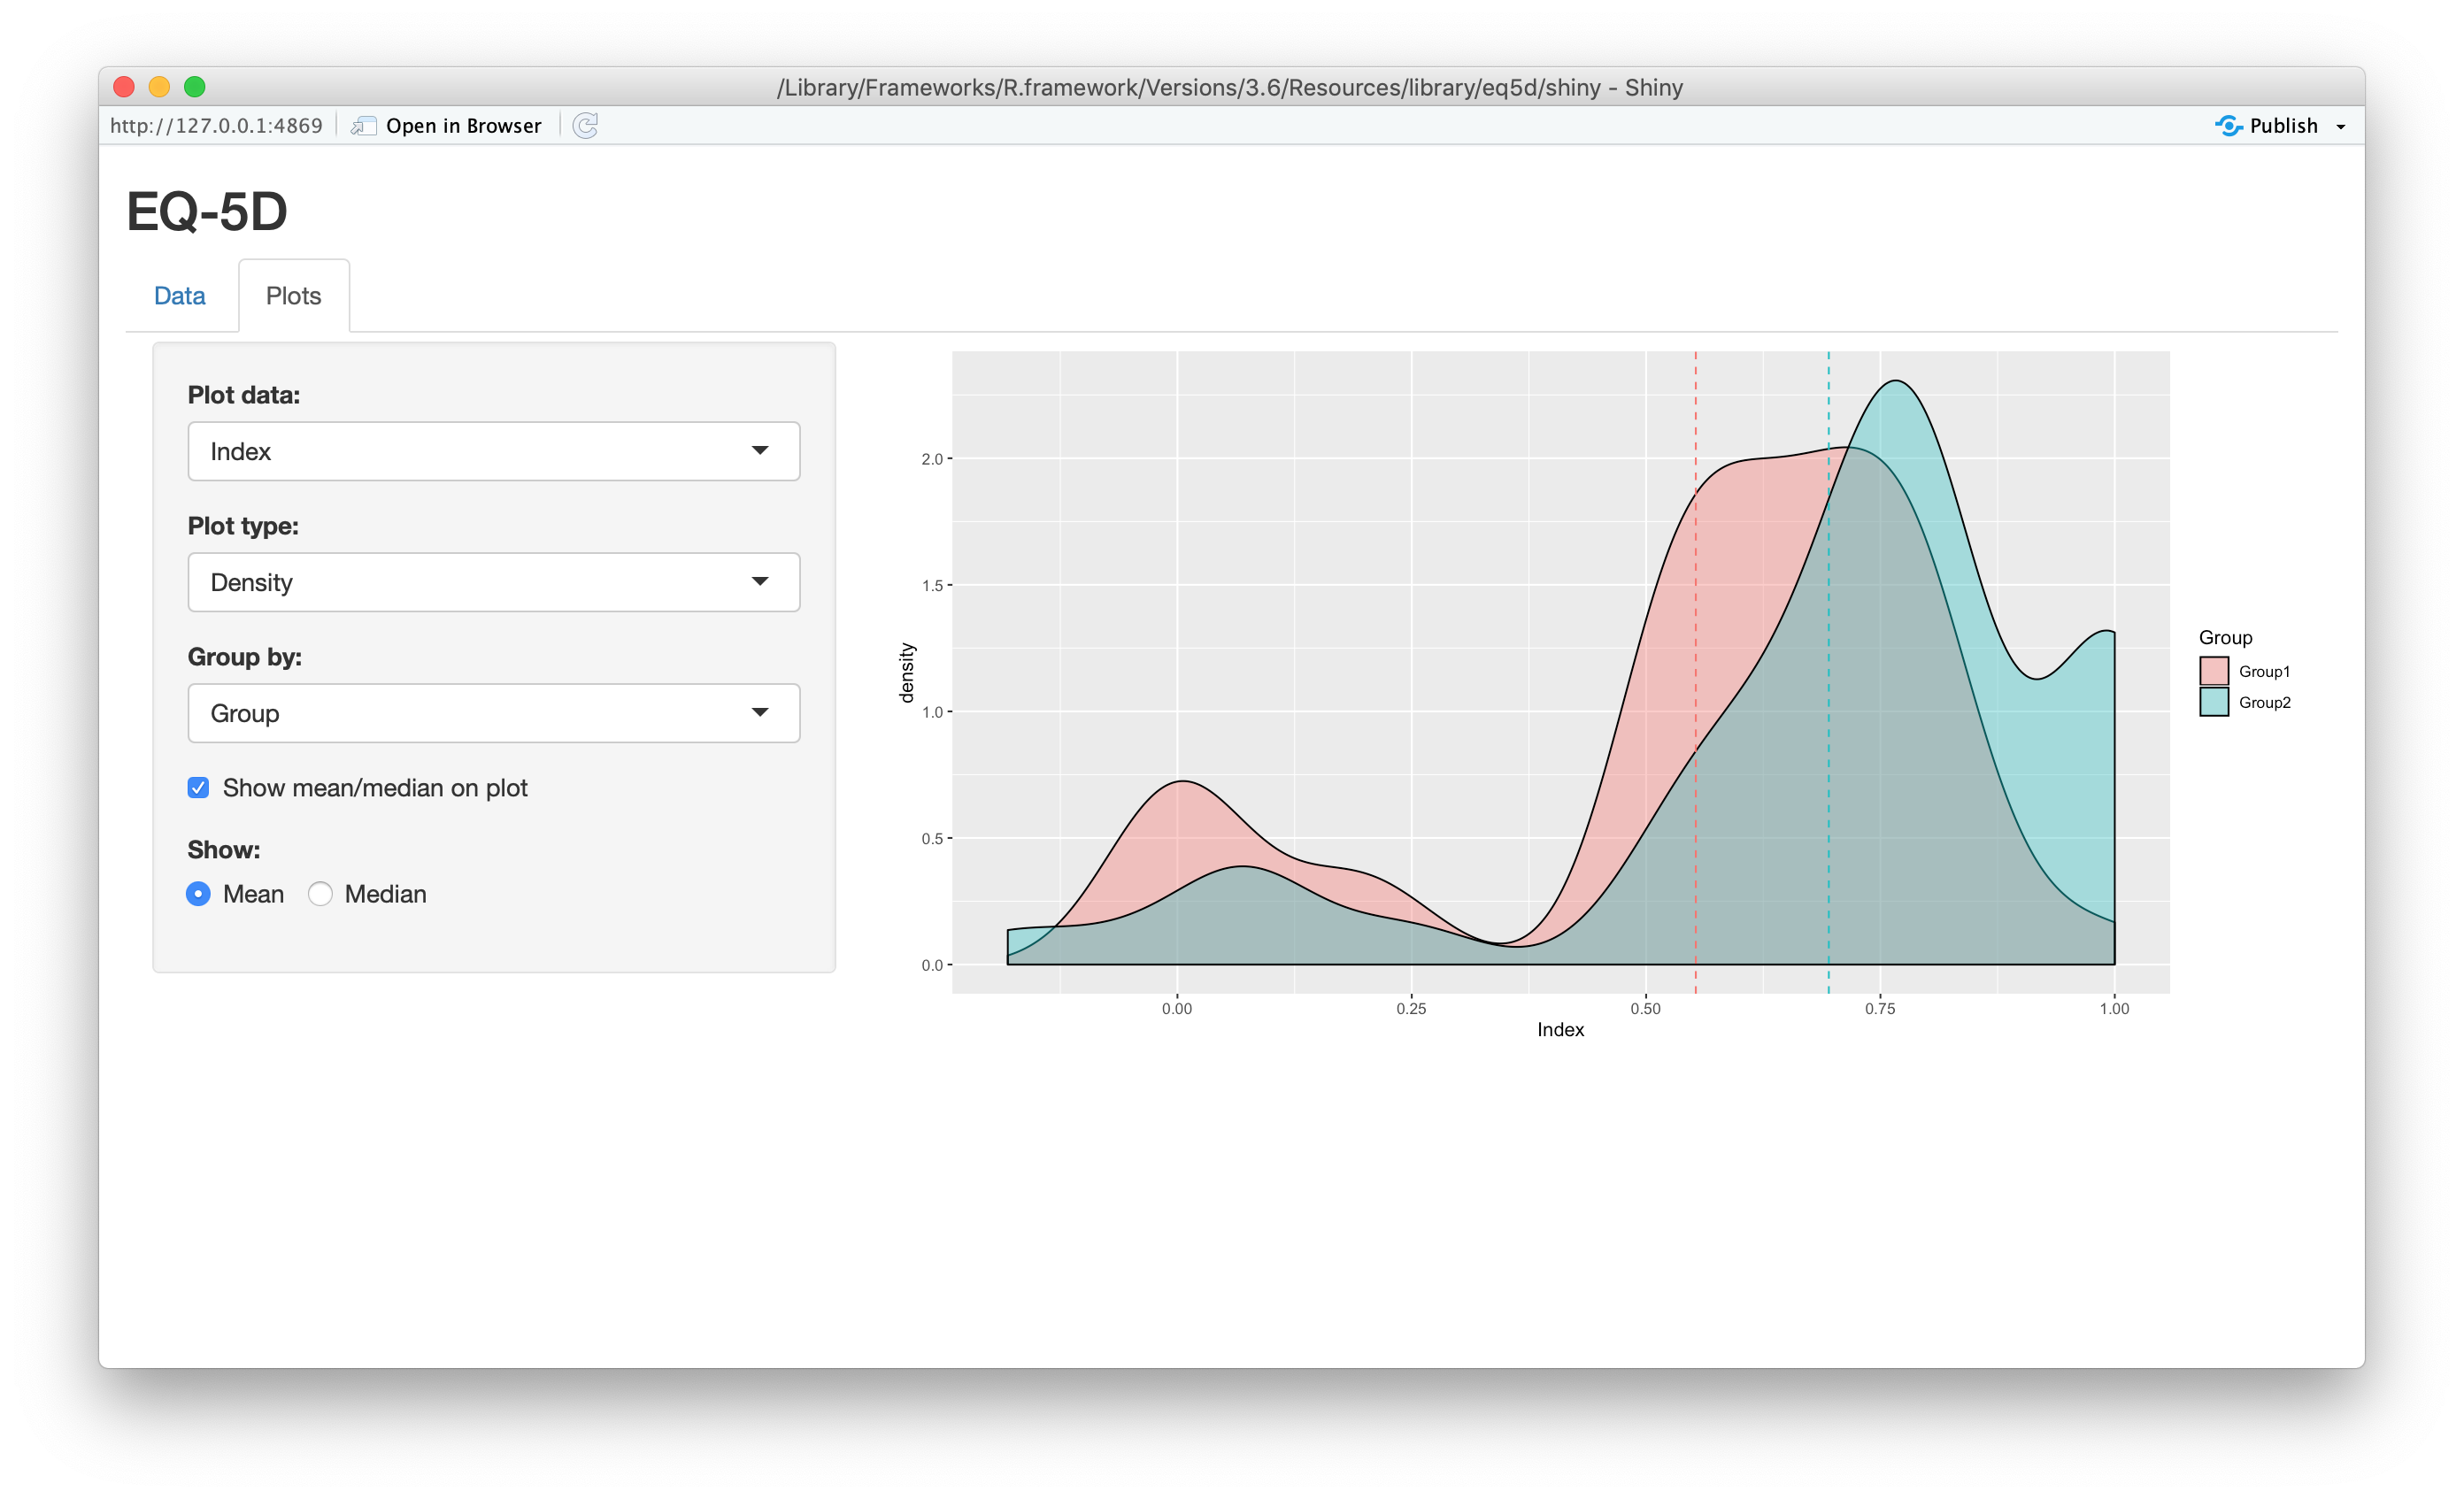 /Library/Frameworks/R.framework/Versions/3.6/Resources/library/eq5d/shiny - Shiny
http://127.0.0.1:4869 Open in Browser Publish
EQ-5D
Data Plots
Plot data:
Index
Plot type:
Density
Group by:
Group
Show mean/median on plot
Show:
Mean Median
density
2.0
1.5
1.0
0.5
0.0
0.00 0.25 0.50 0.75 1.00
Index
Group
Group1
Group2